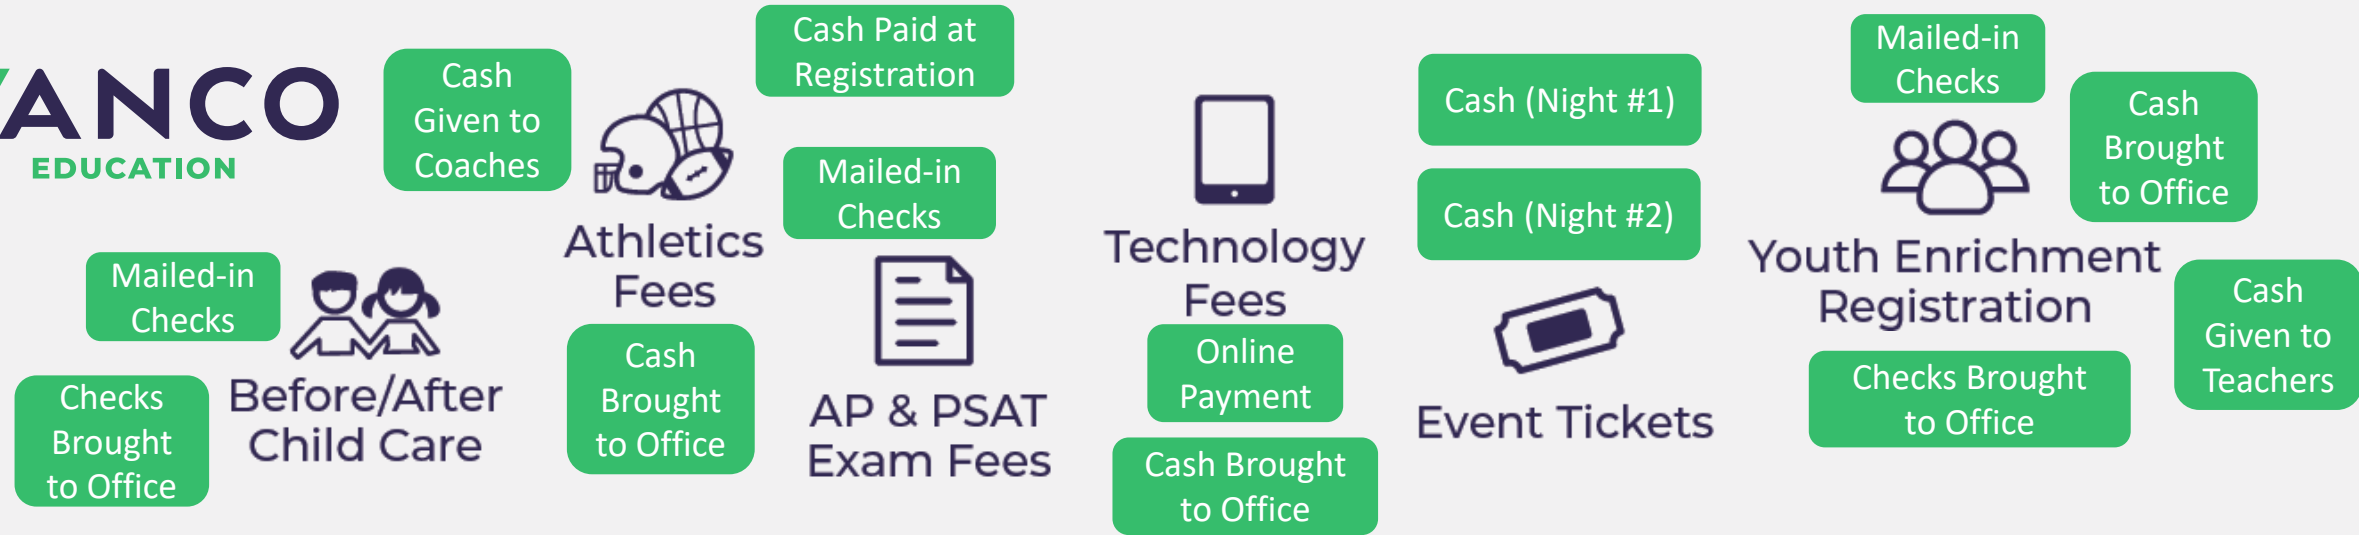 VANCO
EDUCATION
Cash
Given to
Coaches
Cash Paid at
Registration
Mailed-in
Checks
Athletics
Fees
Cash
Brought
to Office
Mailed-in
Checks
Checks
Brought
to Office
Before/After
Child Care
AP & PSAT
Exam Fees
Technology
Fees
Online
Payment
Cash Brought
to Office
Cash (Night #1)
Cash (Night #2)
Event Tickets
Mailed-in
Checks
Cash
Brought
to Office
Youth Enrichment
Registration
Cash
Given to
Teachers
Checks Brought
to Office